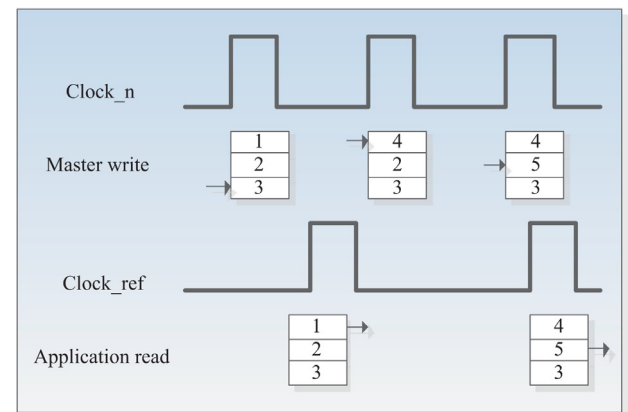 Clock_n
Master write
1 4 4
2 2 5
3 3 3
Clock_ref
Application read
1 4
2 5
3 3